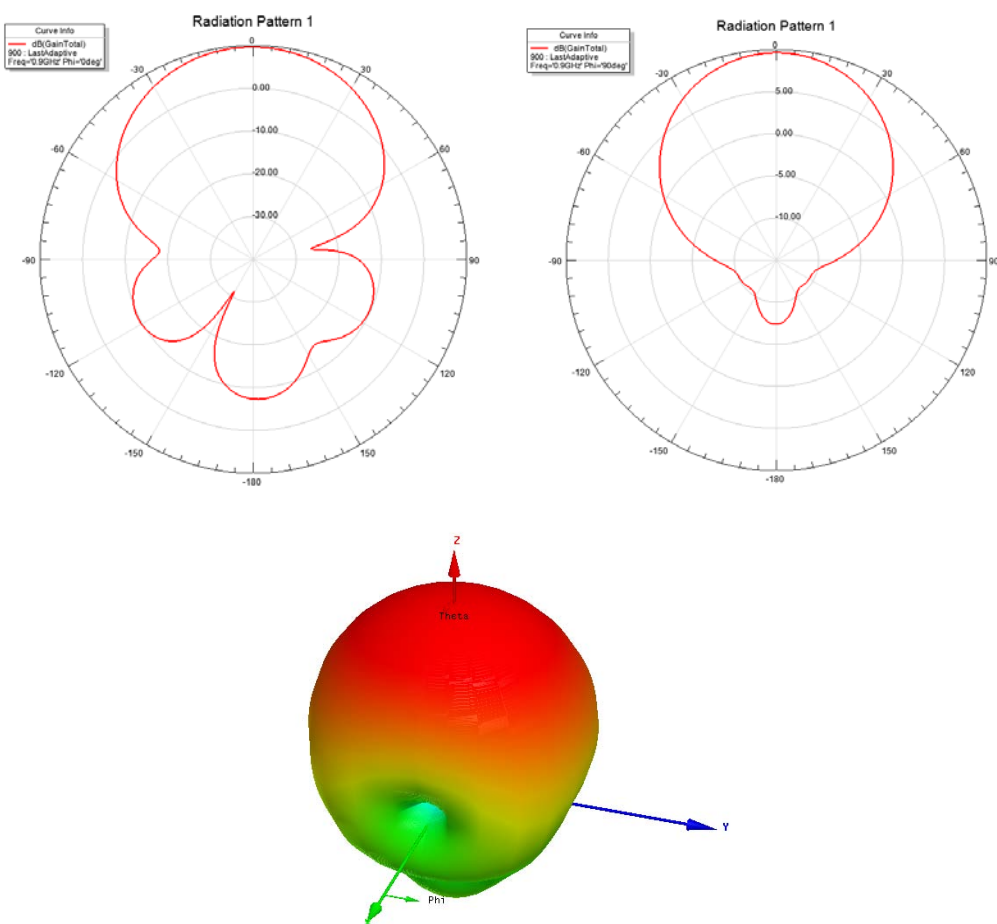 Radiation Pattern 1
Curve Info
dB(GainTotal)
900 : LastAdaptive
Freq='0.9GHz' Phi='0deg'
0
-30
30
0.00
-10.00
-60
60
-20.00
-30.00
-90
90
-120
120
-150
150
-180
Radiation Pattern 1
Curve Info
dB(GainTotal)
900 : LastAdaptive
Freq='0.9GHz' Phi='90deg'
0
-30
30
5.00
0.00
-60
60
-5.00
-10.00
-90
90
-120
120
-150
150
-180
Z
Theta
Y
Phi